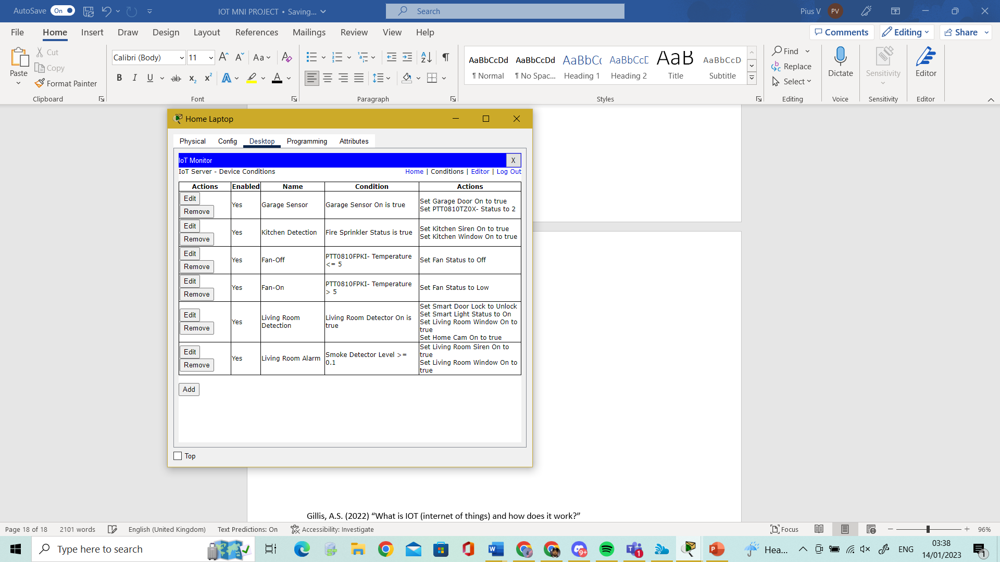 AutoSave On IOT MNI PROJECT • Saving... Search Pius V PV
File Home Insert Draw Design Layout References Mailings Review View Help Comments Editing Share
Paste Cut Copy Format Painter
Clipboard
Calibri (Body) 11
Font
Paragraph
AaBbCcDd AaBbCcDd AaBbCc AaBbCcD AaB AaBbCcD
¶ Normal ¶ No Spac... Heading 1 Heading 2 Title Subtitle
Styles
Find
Replace
Select
Editing
Dictate
Voice
Sensitivity
Sensitivity
Editor
Editor
Home Laptop
Physical Config Desktop Programming Attributes
IoT Monitor X
IoT Server - Device Conditions Home | Conditions | Editor | Log Out
Actions Enabled Name Condition Actions
Edit Remove Yes Garage Sensor Garage Sensor On is true Set Garage Door On to true
Set PTT0810TZ0X- Status to 2
Edit Remove Yes Kitchen Detection Fire Sprinkler Status is true Set Kitchen Siren On to true
Set Kitchen Window On to true
Edit Remove Yes Fan-Off PTT0810FPKI- Temperature <= 5 Set Fan Status to Off
Edit Remove Yes Fan-On PTT0810FPKI- Temperature > 5 Set Fan Status to Low
Edit Remove Yes Living Room Detection Living Room Detector On is true Set Smart Door Lock to Unlock
Set Smart Light Status to On
Set Living Room Window On to true
Set Home Cam On to true
Edit Remove Yes Living Room Alarm Smoke Detector Level >= 0.1 Set Living Room Siren On to true
Set Living Room Window On to true
Add
Top
Gillis, A.S. (2022) “What is IOT (internet of things) and how does it work?”
Page 18 of 18 2101 words English (United Kingdom) Text Predictions: On Accessibility: Investigate Focus 96%
Type here to search Hea... ENG 03:38
14/01/2023
9+ 1 1